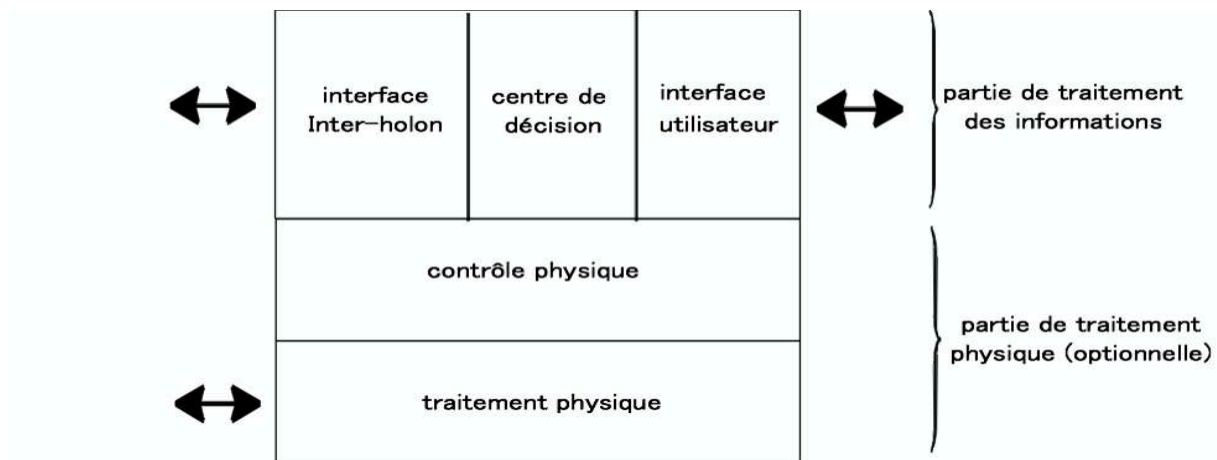 interface
Inter-holon
centre de
décision
interface
utilisateur
partie de traitement
des informations
contrôle physique
partie de traitement
physique (optionnelle)
traitement physique